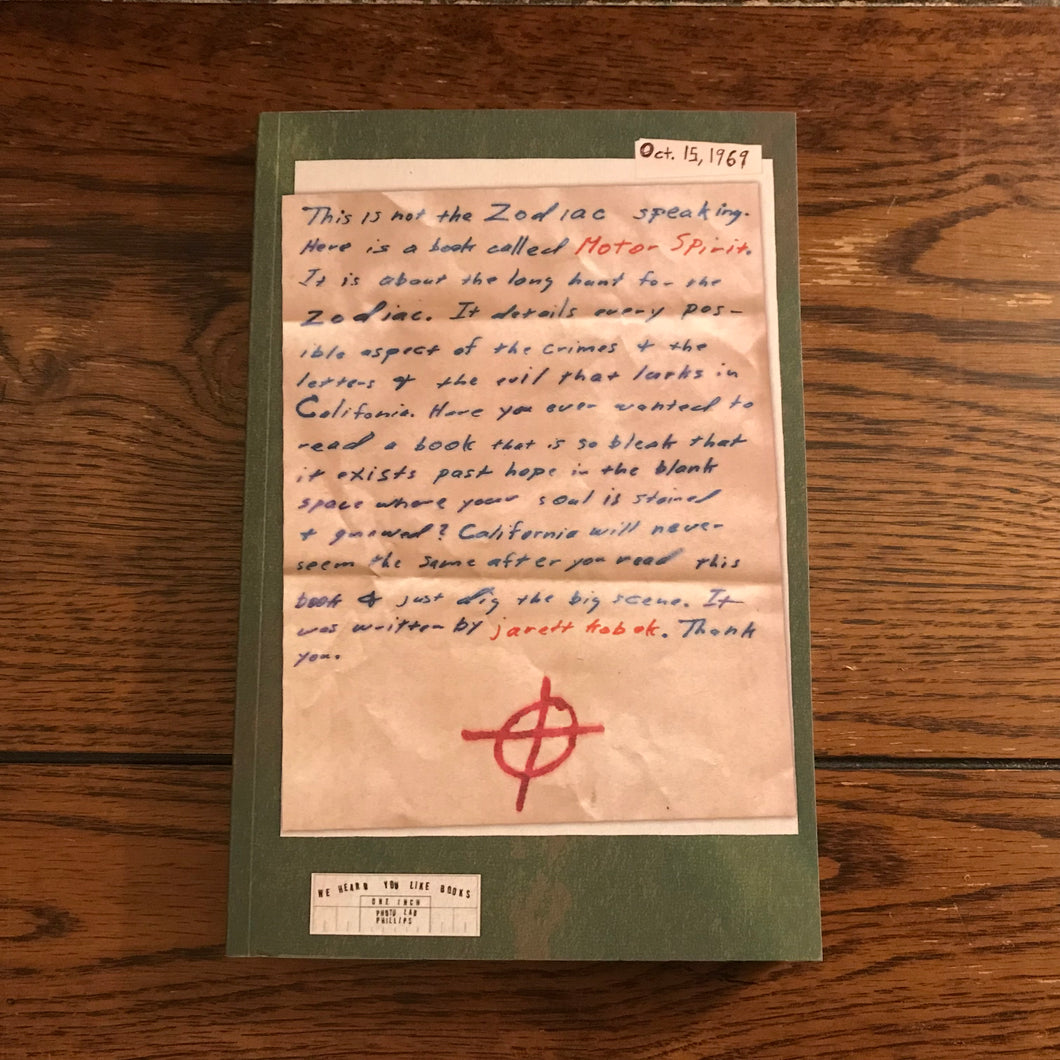 Oct. 15, 1969
This is not the Zodiac speaking.
Here is a book called Motor Spirit.
It is about the long hunt for the
Zodiac. It details every pos-
ible aspect of the crimes + the
letters & the evil that lurks in
Califonia. Have you ever wanted to
read a book that is so bleak that
it exists past hope in the blank
space where your soul is stained
+ gnawed? California will never
seem the same after you read this
book & just dig the big scene. It
was written by jarett kobek. Thank
you.
WE HEARD YOU LIKE BOOKS
ONE INCH
PHOTO LAB
PHILLIPS